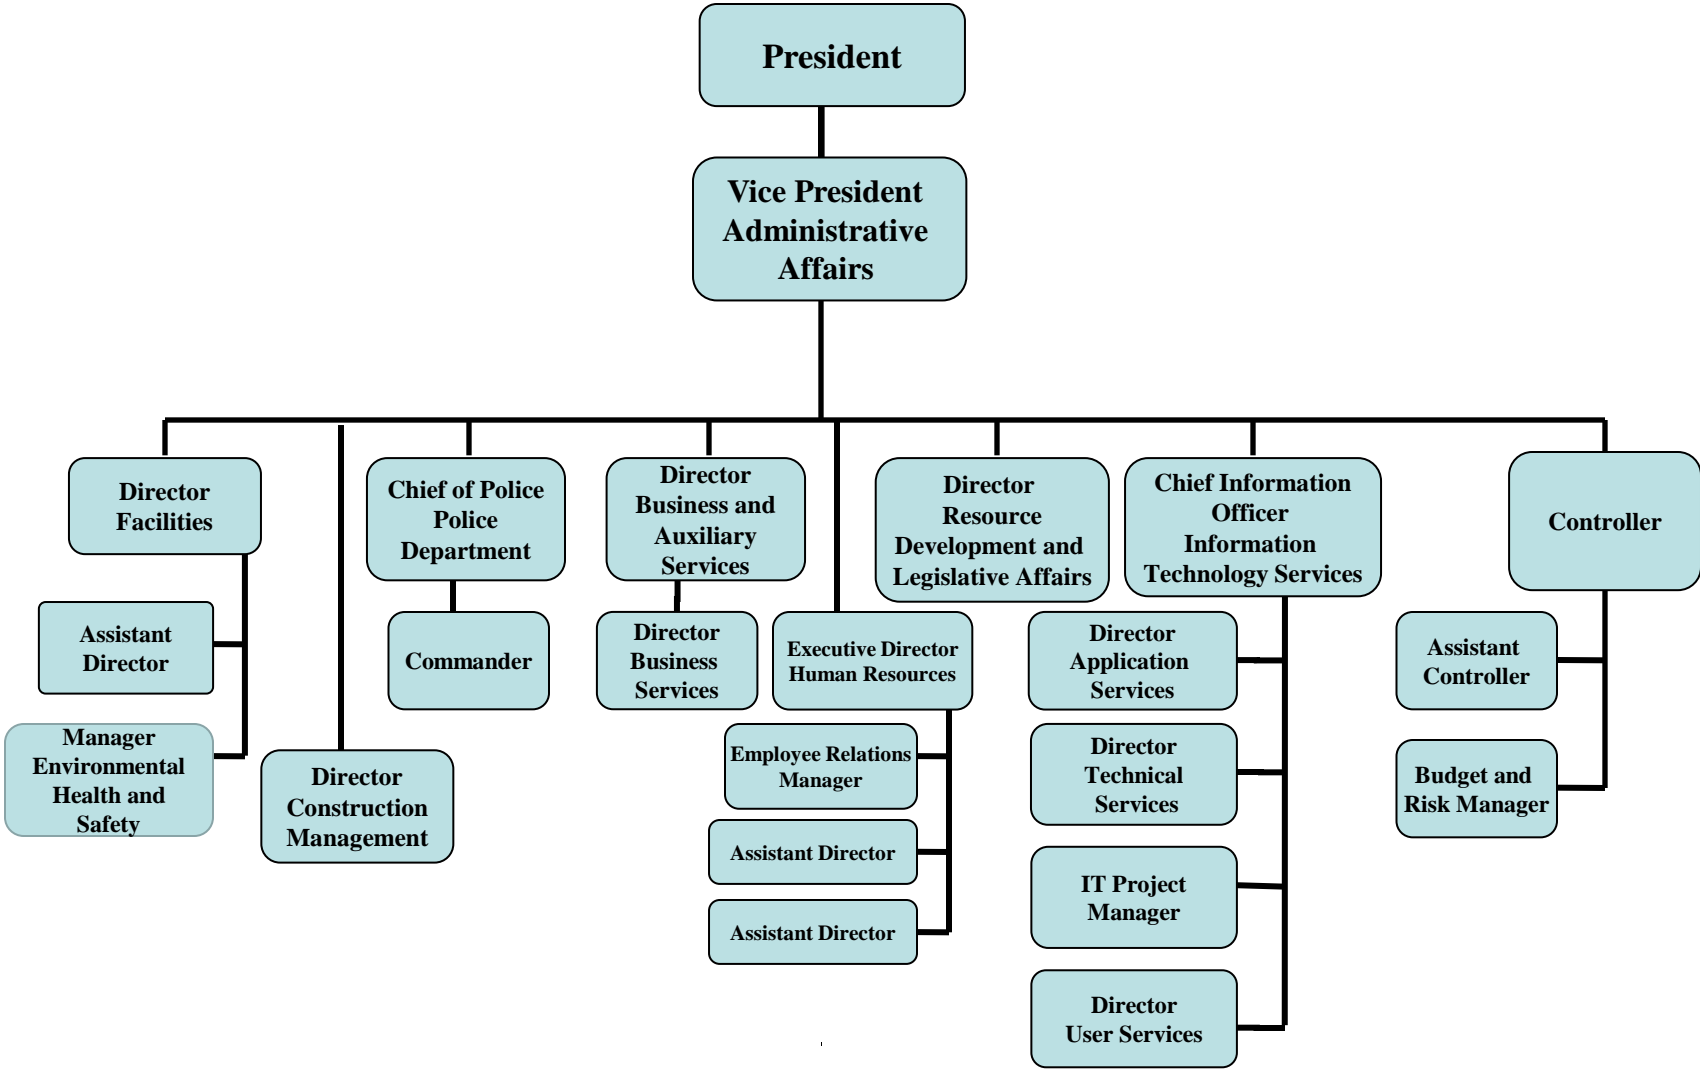 President
Vice President
Administrative
Affairs
Director
Facilities
Chief of Police
Police
Department
Director
Business and
Auxiliary
Services
Director
Resource
Development and
Legislative Affairs
Chief Information
Officer
Information
Technology Services
Controller
Assistant
Director
Commander
Director
Business
Services
Executive Director
Human Resources
Director
Application
Services
Assistant
Controller
Manager
Environmental
Health and
Safety
Director
Construction
Management
Employee Relations
Manager
Director
Technical
Services
Budget and
Risk Manager
Assistant Director
IT Project
Manager
Assistant Director
Director
User Services